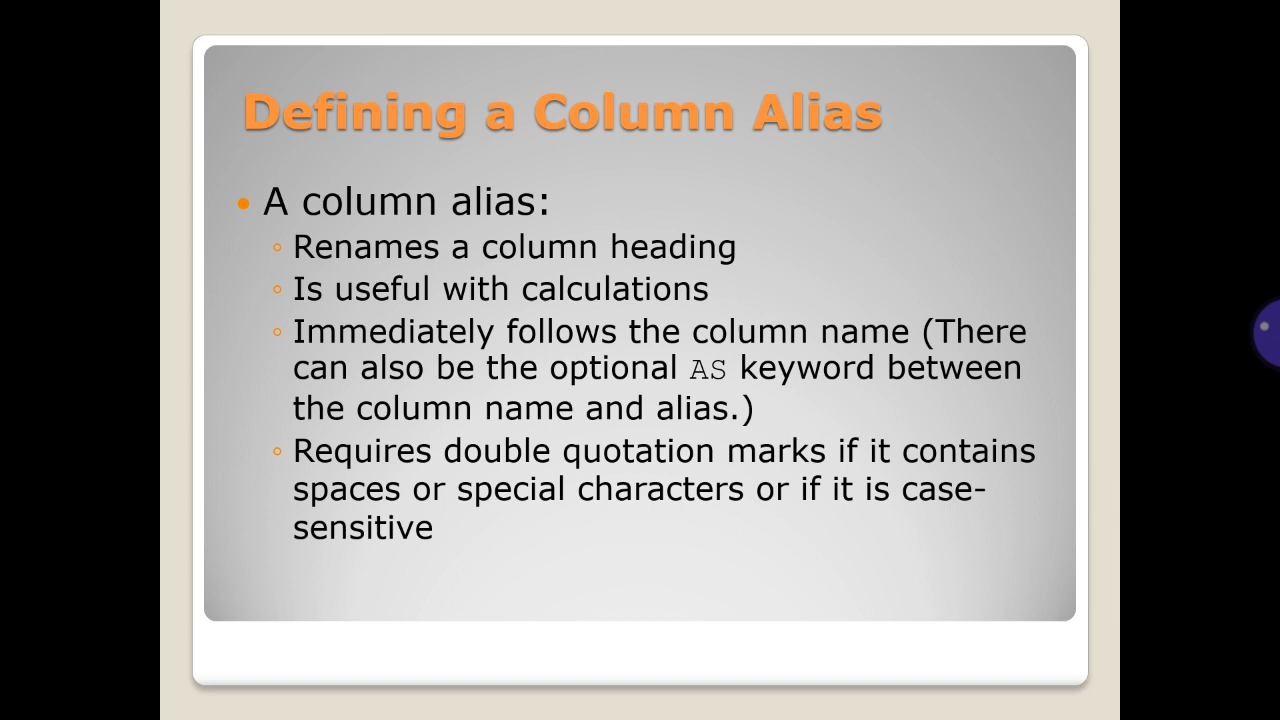 Defining a Column Alias
• A column alias:
◦ Renames a column heading
◦ Is useful with calculations
◦ Immediately follows the column name (There
can also be the optional AS keyword between
the column name and alias.)
◦ Requires double quotation marks if it contains
spaces or special characters or if it is case-
sensitive